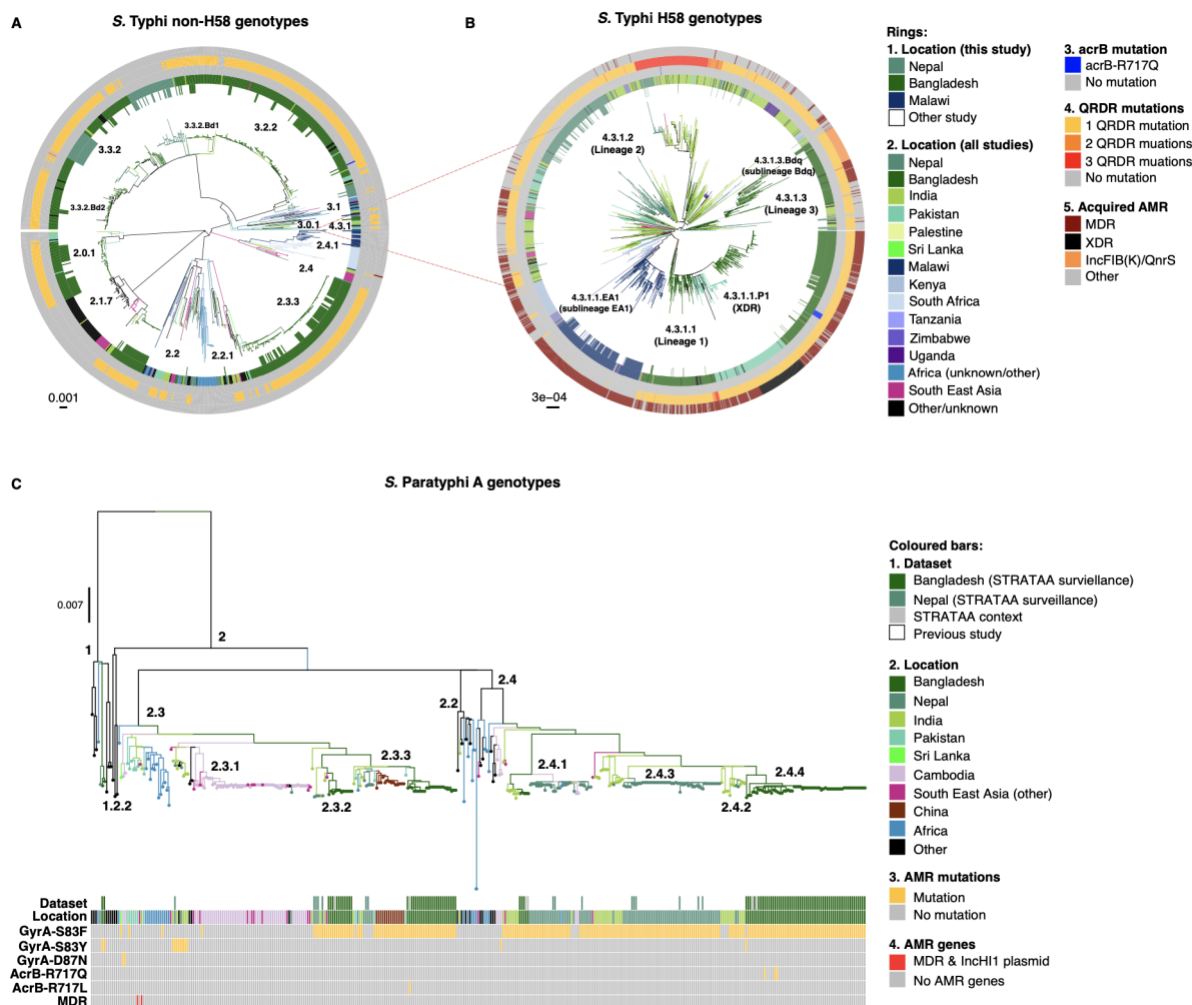 A
S. Typhi non-H58 genotypes
3.3.2.Bd1
3.2.2
3.3.2
3.3.2.Bd2
3.1
3.0.1
4.3.1
2.4.1
2.0.1
2.4
2.1.7
2.3.3
2.2
2.2.1
0.001
B
S. Typhi H58 genotypes
4.3.1.2
(Lineage 2)
4.3.1.3.Bdq
(sublineage Bdq)
4.3.1.3
(Lineage 3)
4.3.1.1.EA1
(sublineage EA1)
4.3.1.1.P1
(XDR)
4.3.1.1
(Lineage 1)
3e-04
Rings:
1. Location (this study)
Nepal
Bangladesh
Malawi
Other study
2. Location (all studies)
Nepal
Bangladesh
India
Pakistan
Palestine
Sri Lanka
Malawi
Kenya
South Africa
Tanzania
Zimbabwe
Uganda
Africa (unknown/other)
South East Asia
Other/unknown
3. acrB mutation
acrB-R717Q
No mutation
4. QRDR mutations
1 QRDR mutation
2 QRDR mutations
3 QRDR muations
No mutation
5. Acquired AMR
MDR
XDR
IncFIB(K)/QnrS
Other
C
S. Paratyphi A genotypes
0.007
1
2
2.4
2.2
2.3
2.3.3
2.3.1
2.4.1
2.4.3
2.4.4
1.2.2
2.3.2
2.4.2
Dataset
Location
GyrA-S83F
GyrA-S83Y
GyrA-D87N
AcrB-R717Q
AcrB-R717L
MDR
Coloured bars:
1. Dataset
Bangladesh (STRATAA surviellance)
Nepal (STRATAA surveillance)
STRATAA context
Previous study
2. Location
Bangladesh
Nepal
India
Pakistan
Sri Lanka
Cambodia
South East Asia (other)
China
Africa
Other
3. AMR mutations
Mutation
No mutation
4. AMR genes
MDR & IncHI1 plasmid
No AMR genes